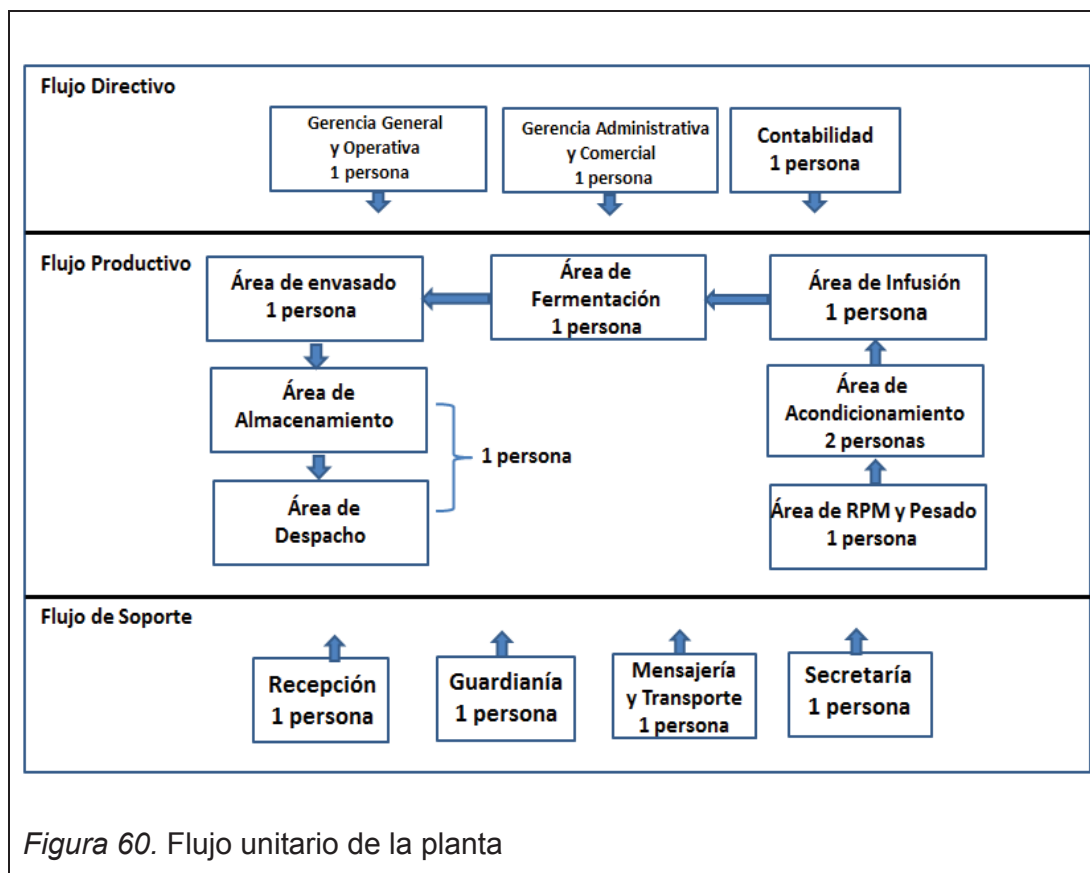 Flujo Directivo
Gerencia General
y Operativa
1 persona
Gerencia Administrativa
y Comercial
1 persona
Contabilidad
1 persona
Flujo Productivo
Área de envasado
1 persona
Área de
Fermentación
1 persona
Área de Infusión
1 persona
Área de
Almacenamiento
1 persona
Área de
Despacho
Área de
Acondicionamiento
2 personas
Área de RPM y Pesado
1 persona
Flujo de Soporte
Recepción
1 persona
Guardianía
1 persona
Mensajería
y Transporte
1 persona
Secretaría
1 persona
Figura 60. Flujo unitario de la planta